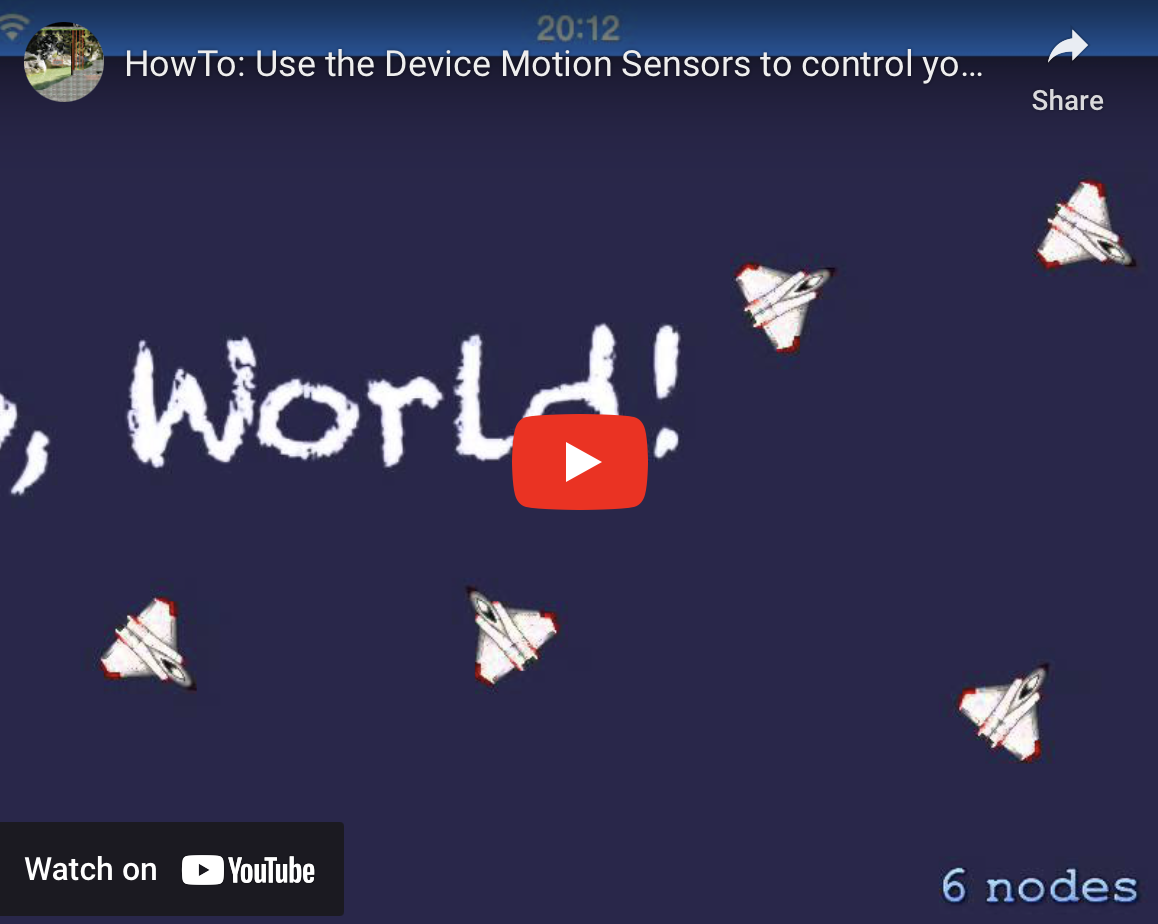 20:12
HowTo: Use the Device Motion Sensors to control yo...
Share
, World!
Watch on YouTube
6 nodes